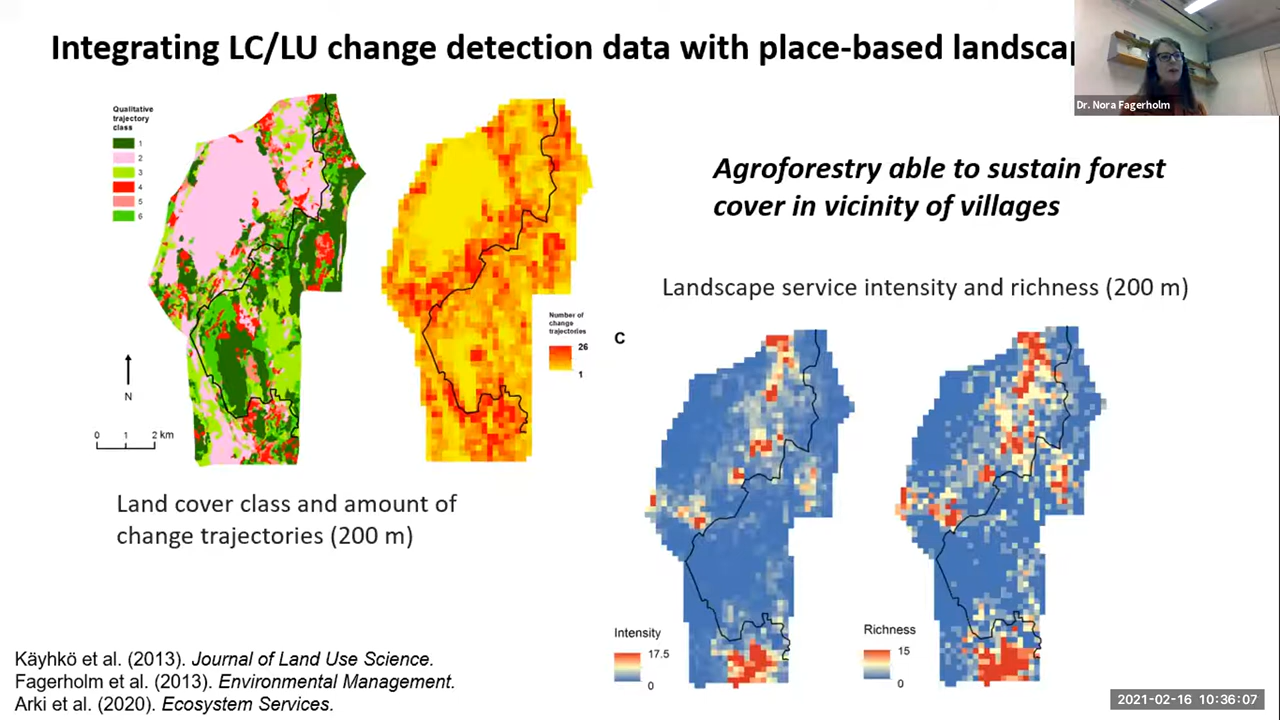 Integrating LC/LU change detection data with place-based landscap
Dr. Nora Fagerholm
Qualitative
trajectory
class
1
2
3
4
5
6
N
0 1 2 km
Number of
change
trajectories
26
1
Land cover class and amount of
change trajectories (200 m)
Agroforestry able to sustain forest
cover in vicinity of villages
Landscape service intensity and richness (200 m)
C
Intensity
17.5
0
Richness
15
0
Käyhkö et al. (2013). Journal of Land Use Science.
Fagerholm et al. (2013). Environmental Management.
Arki et al. (2020). Ecosystem Services.
2021-02-16 10:36:07